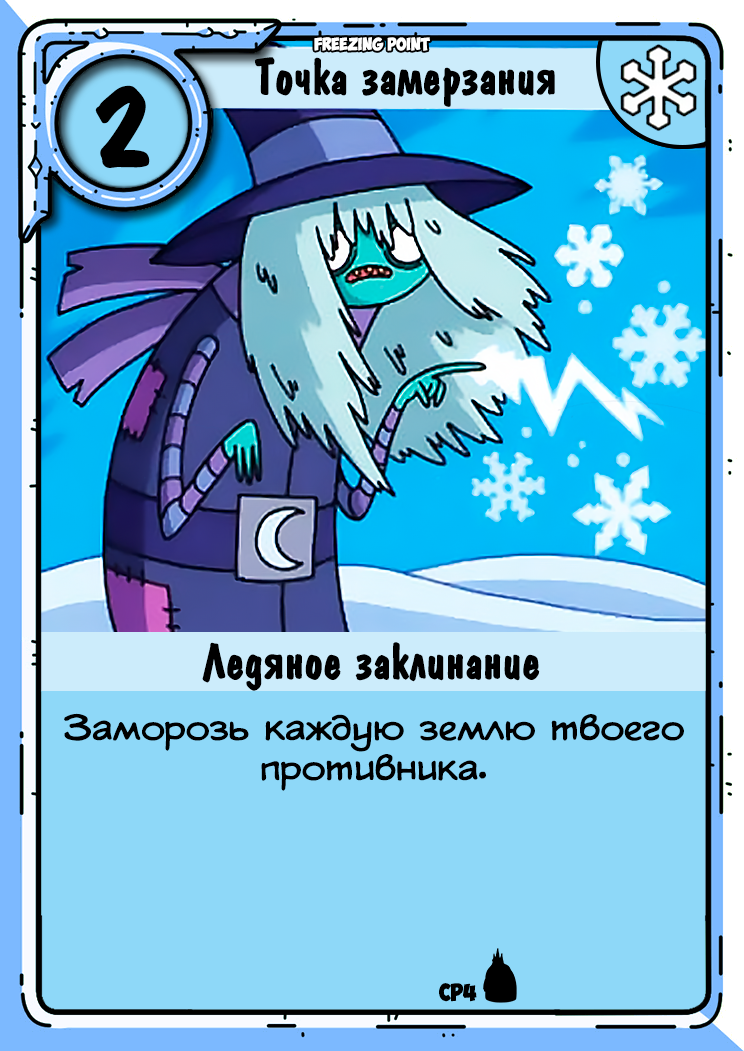 FREEZING POINT
2
Точка замерзания
Ледяное заклинание
Заморозь каждую землю твоего
противника.
CP4